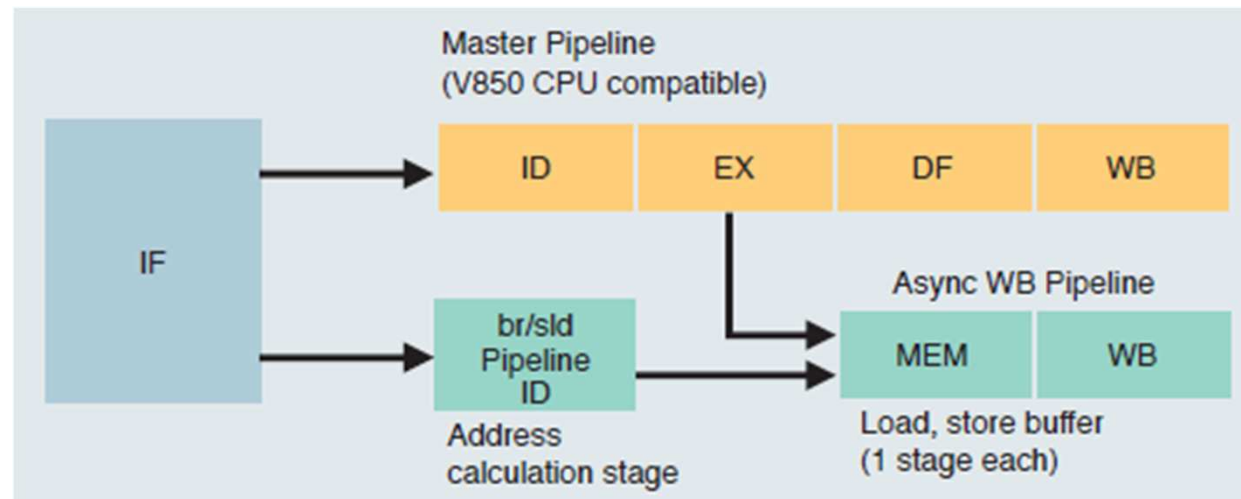 Master Pipeline
(V850 CPU compatible)
IF
ID
EX
DF
WB
Async WB Pipeline
br/sld
Pipeline
ID
MEM
WB
Address
calculation stage
Load, store buffer
(1 stage each)